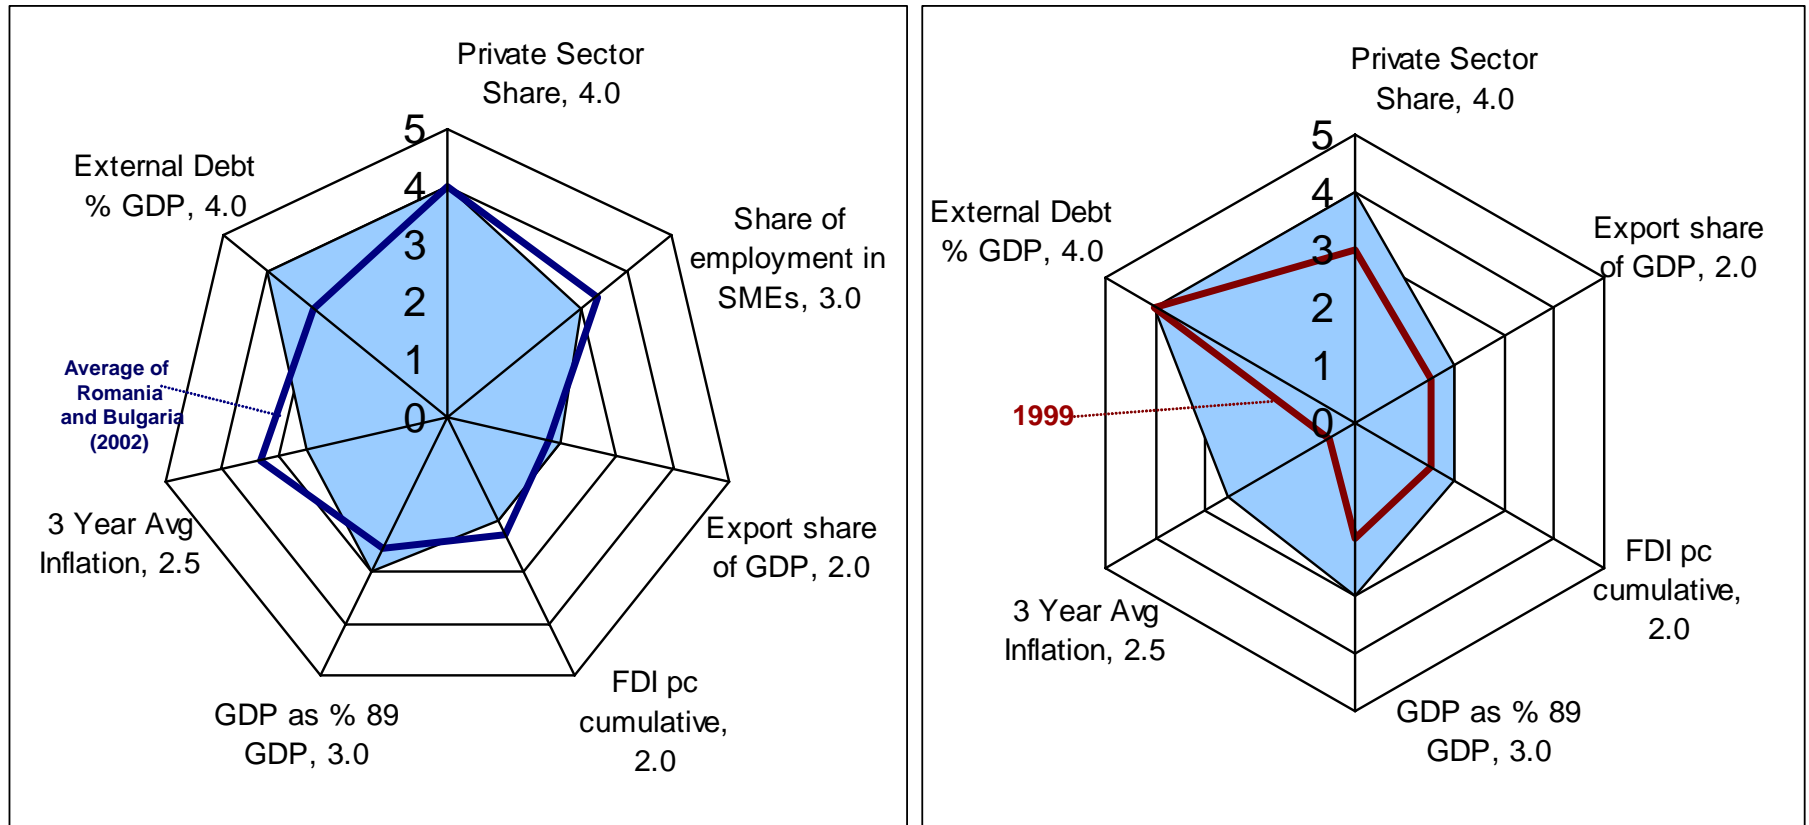 Private Sector
Share, 4.0
5
4
3
2
1
0
External Debt
% GDP, 4.0
Share of
employment in
SMEs, 3.0
Average of
Romania
and Bulgaria
(2002)
3 Year Avg
Inflation, 2.5
Export share
of GDP, 2.0
GDP as % 89
GDP, 3.0
FDI pc
cumulative,
2.0
Private Sector
Share, 4.0
5
4
3
2
1
0
External Debt
% GDP, 4.0
Export share
of GDP, 2.0
1999
3 Year Avg
Inflation, 2.5
FDI pc
cumulative,
2.0
GDP as % 89
GDP, 3.0